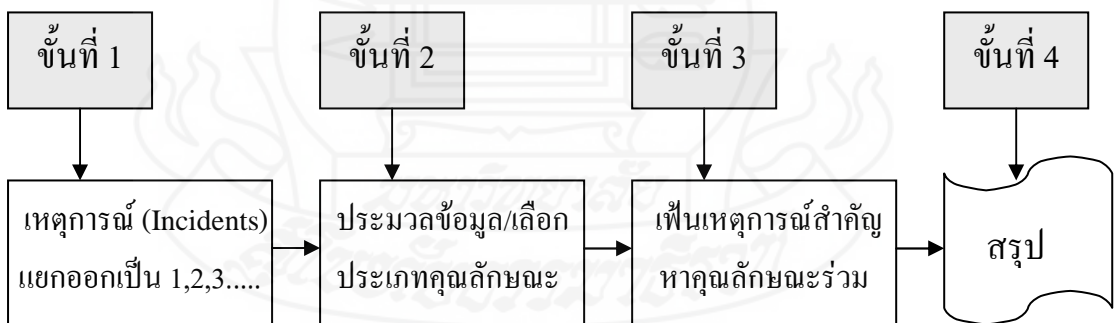 ขั้นที่ 1
ขั้นที่ 2
ขั้นที่ 3
ขั้นที่ 4
เหตุการณ์ (Incidents)
แยกออกเป็น 1,2,3.....
ประมวลข้อมูล/เลือก
ประเภทคุณลักษณะ
เฟ้นเหตุการณ์สำคัญ
หาคุณลักษณะร่วม
สรุป